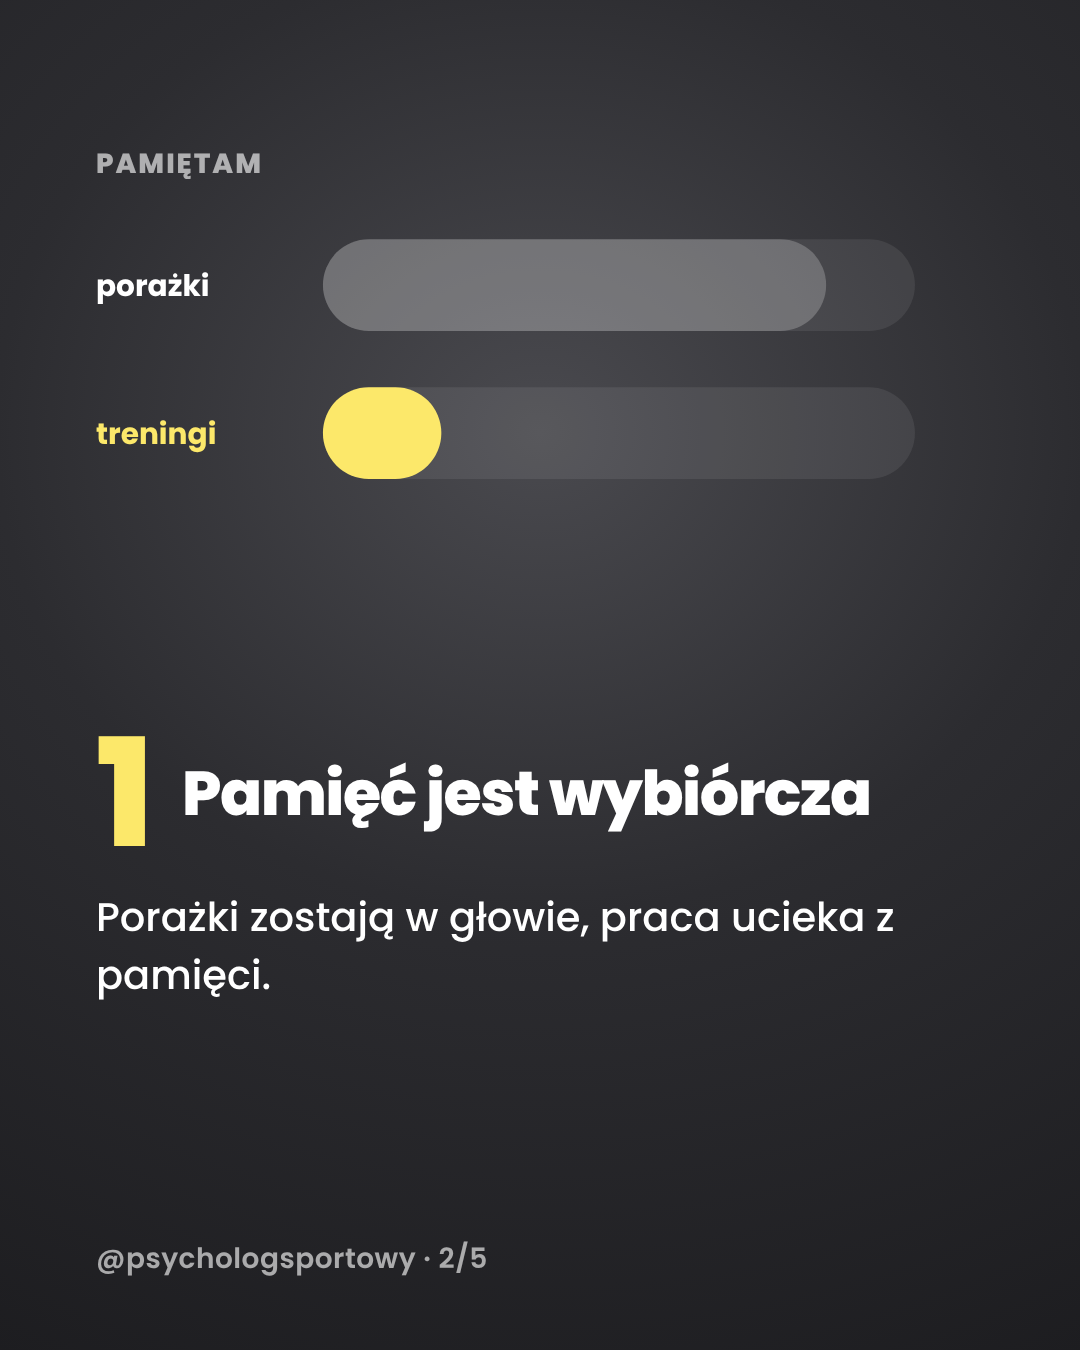 PAMIĘTAM
porażki
treningi
1 Pamięć jest wybiórcza
Porażki zostają w głowie, praca ucieka z
pamięci.
@psychologsportowy · 2/5